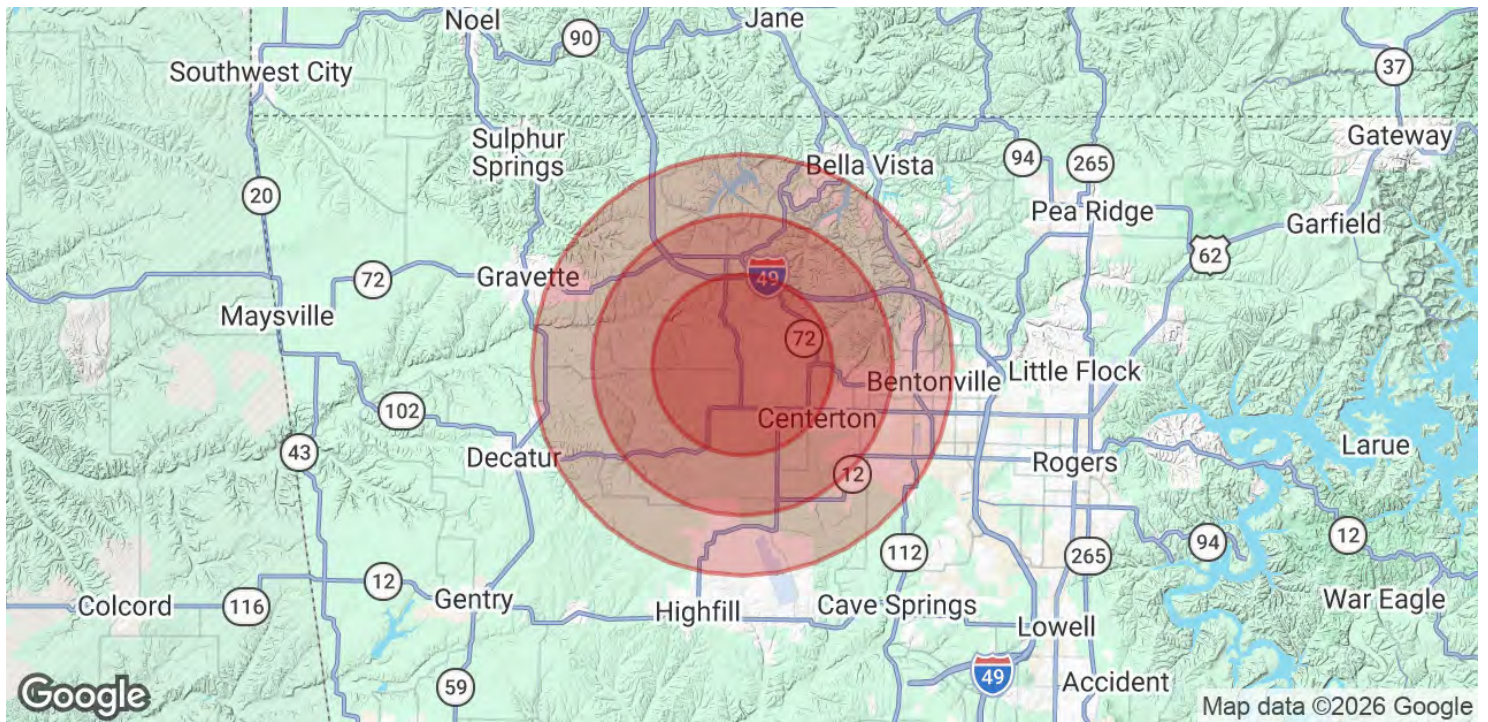 Noel
Jane
90
37
Southwest City
Gateway
Sulphur
Springs
Bella Vista
94
265
20
Pea Ridge
Garfield
62
72
Gravette
49
Maysville
72
Bentonville
Little Flock
102
Centerton
43
Decatur
12
Rogers
Larue
112
265
94
12
12
Colcord
116
Gentry
Highfill
Cave Springs
War Eagle
Lowell
59
49
Accident
Google
Map data ©2026 Google